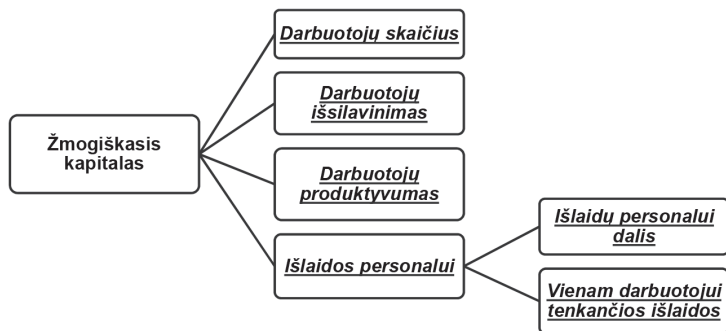 Žmogiškasis
kapitalas
Darbuotojų skaičius
Darbuotojų
išsilavinimas
Darbuotojų
produktyvumas
Išlaidos personalui
Išlaidų personalui
dalis
Vienam darbuotojui
tenkančios išlaidos